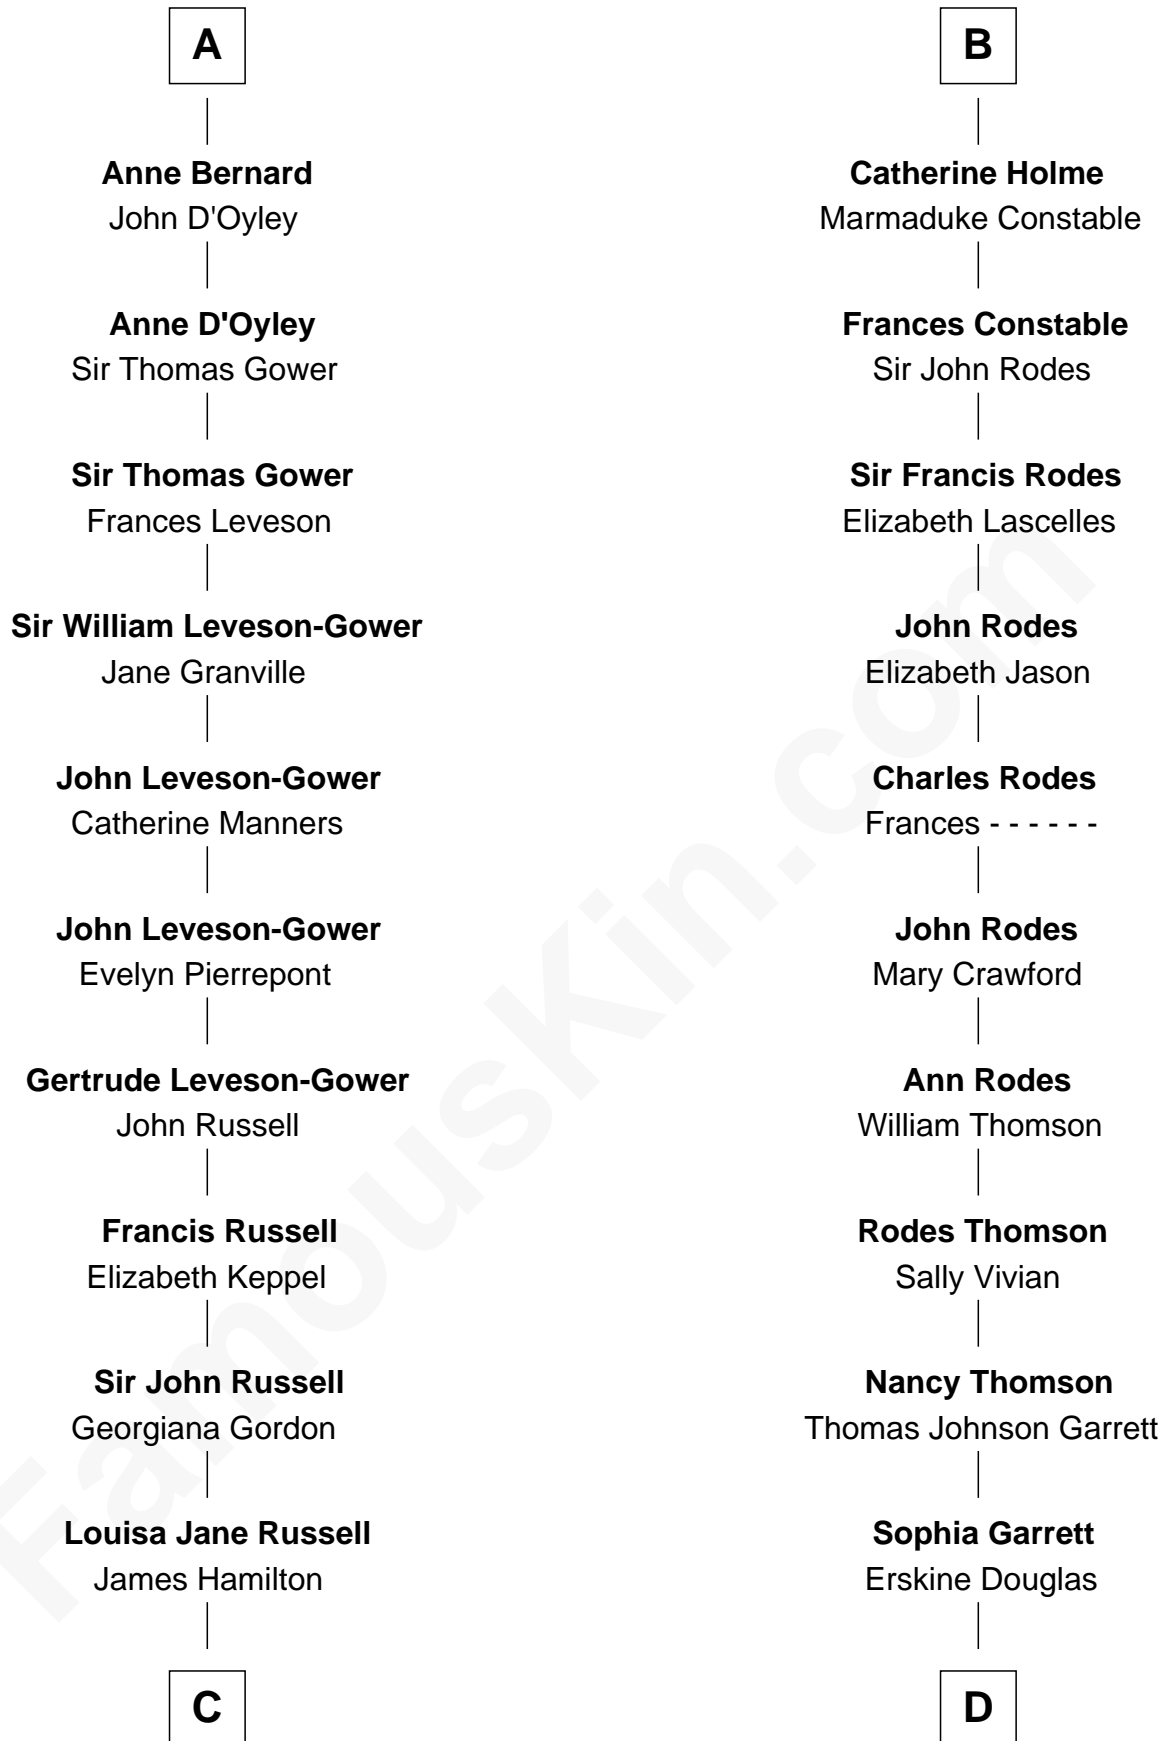 A
Anne Bernard
John D'Oyley
Anne D'Oyley
Sir Thomas Gower
Sir Thomas Gower
Frances Leveson
Sir William Leveson-Gower
Jane Granville
John Leveson-Gower
Catherine Manners
John Leveson-Gower
Evelyn Pierrepont
Gertrude Leveson-Gower
John Russell
Francis Russell
Elizabeth Keppel
Sir John Russell
Georgiana Gordon
Louisa Jane Russell
James Hamilton
C
B
Catherine Holme
Marmaduke Constable
Frances Constable
Sir John Rodes
Sir Francis Rodes
Elizabeth Lascelles
John Rodes
Elizabeth Jason
Charles Rodes
Frances - - - - - -
John Rodes
Mary Crawford
Ann Rodes
William Thomson
Rodes Thomson
Sally Vivian
Nancy Thomson
Thomas Johnson Garrett
Sophia Garrett
Erskine Douglas
D
FamousKin.com